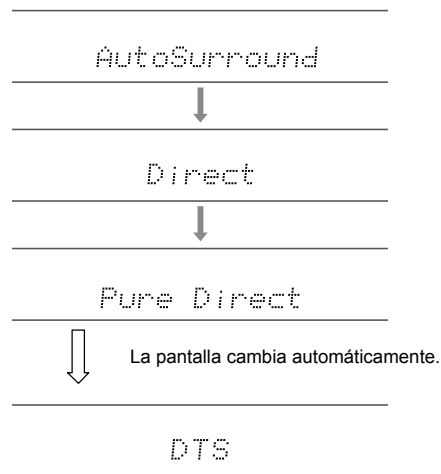 AutoSurround
Direct
Pure Direct
La pantalla cambia automáticamente.
DTS